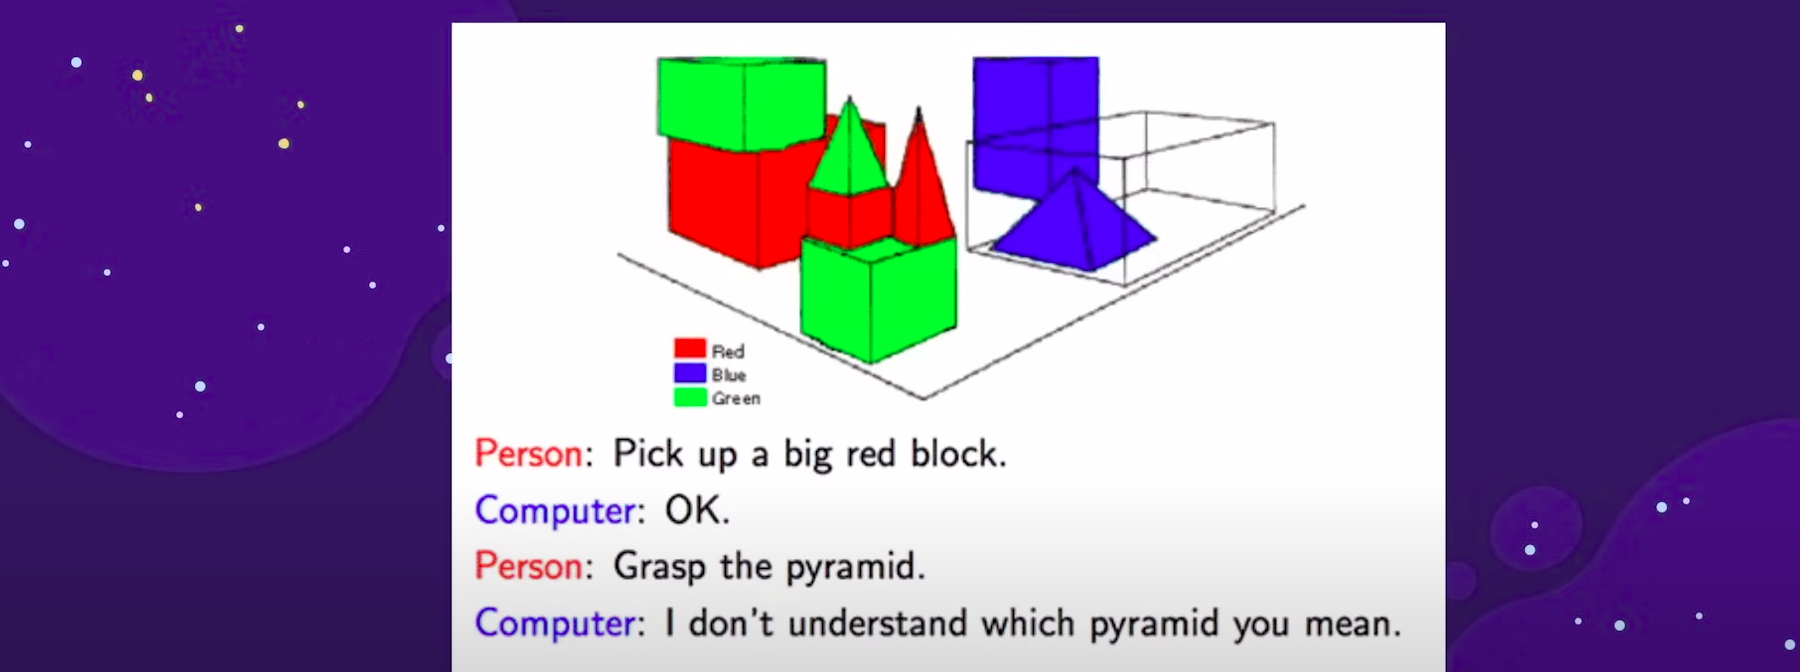 Red
Blue
Green
Person: Pick up a big red block.
Computer: OK.
Person: Grasp the pyramid.
Computer: I don't understand which pyramid you mean.